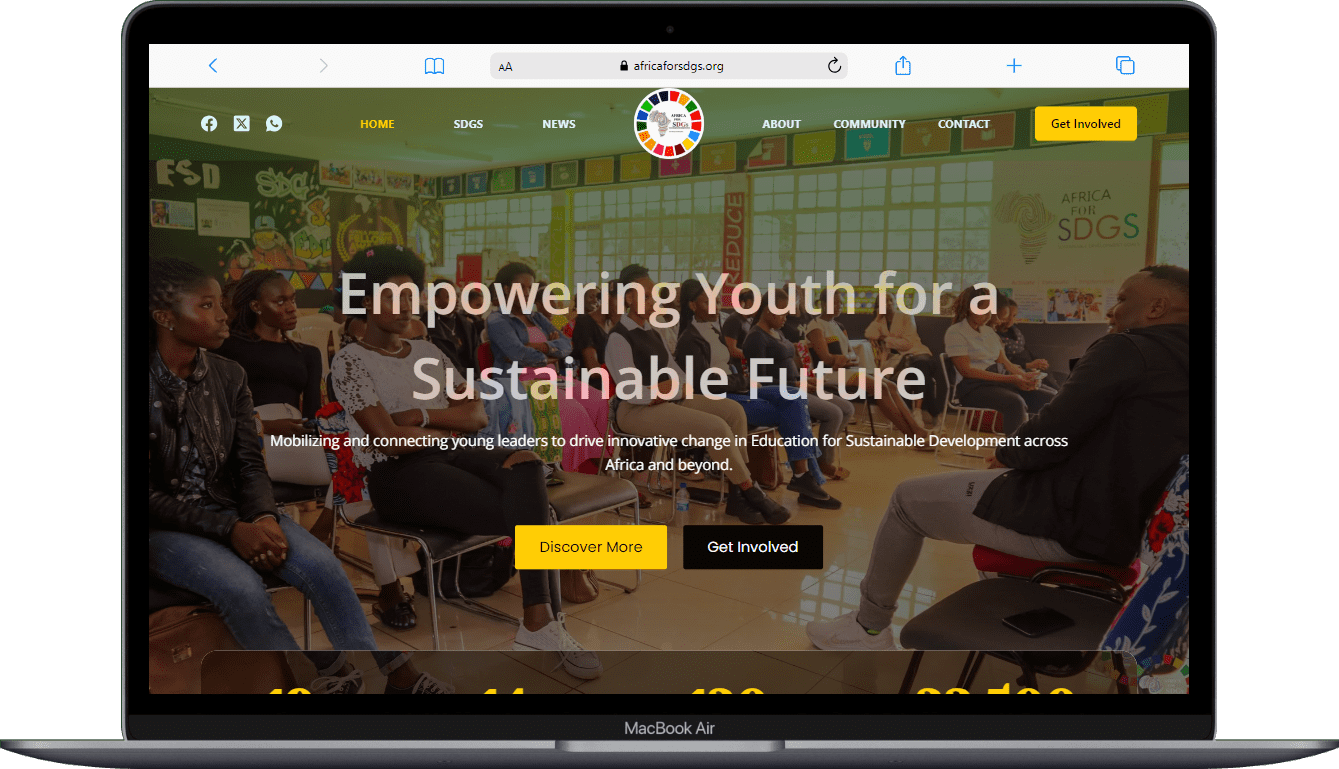 AA africaforsdgs.org
HOME SDGS NEWS
AFRICA
FOR
SDGs
ABOUT COMMUNITY CONTACT Get Involved
ESD
SDG
REDUCE
AFRICA
FOR
SDGS
Empowering Youth for a
Sustainable Future
Mobilizing and connecting young leaders to drive innovative change in Education for Sustainable Development across
Africa and beyond.
Discover More Get Involved
MacBook Air